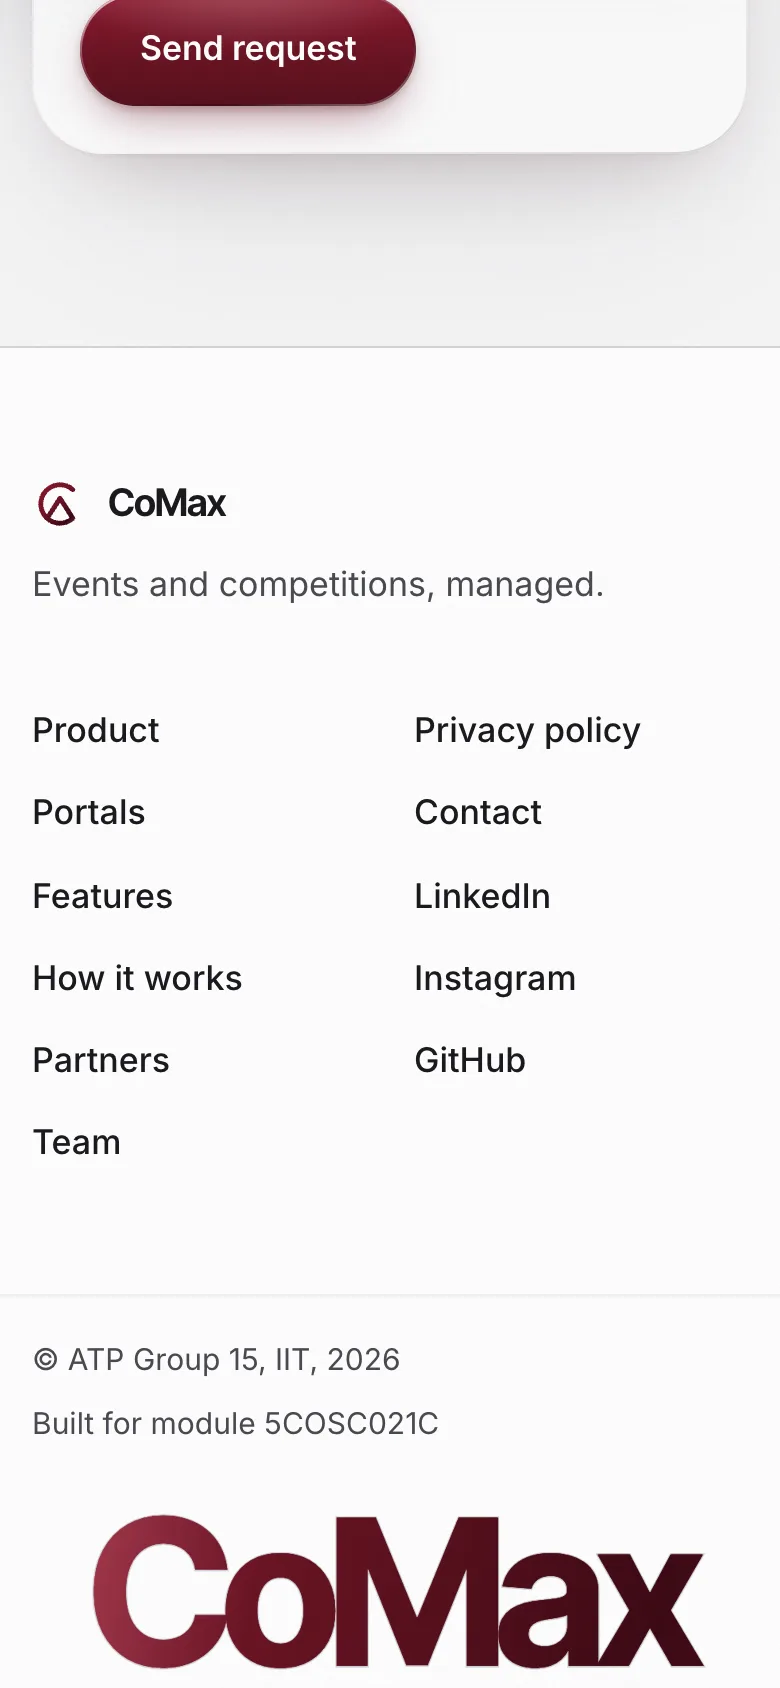 Send request
CoMax
Events and competitions, managed.
Product
Portals
Features
How it works
Partners
Team
Privacy policy
Contact
LinkedIn
Instagram
GitHub
© ATP Group 15, IIT, 2026
Built for module 5COSC021C
CoMax